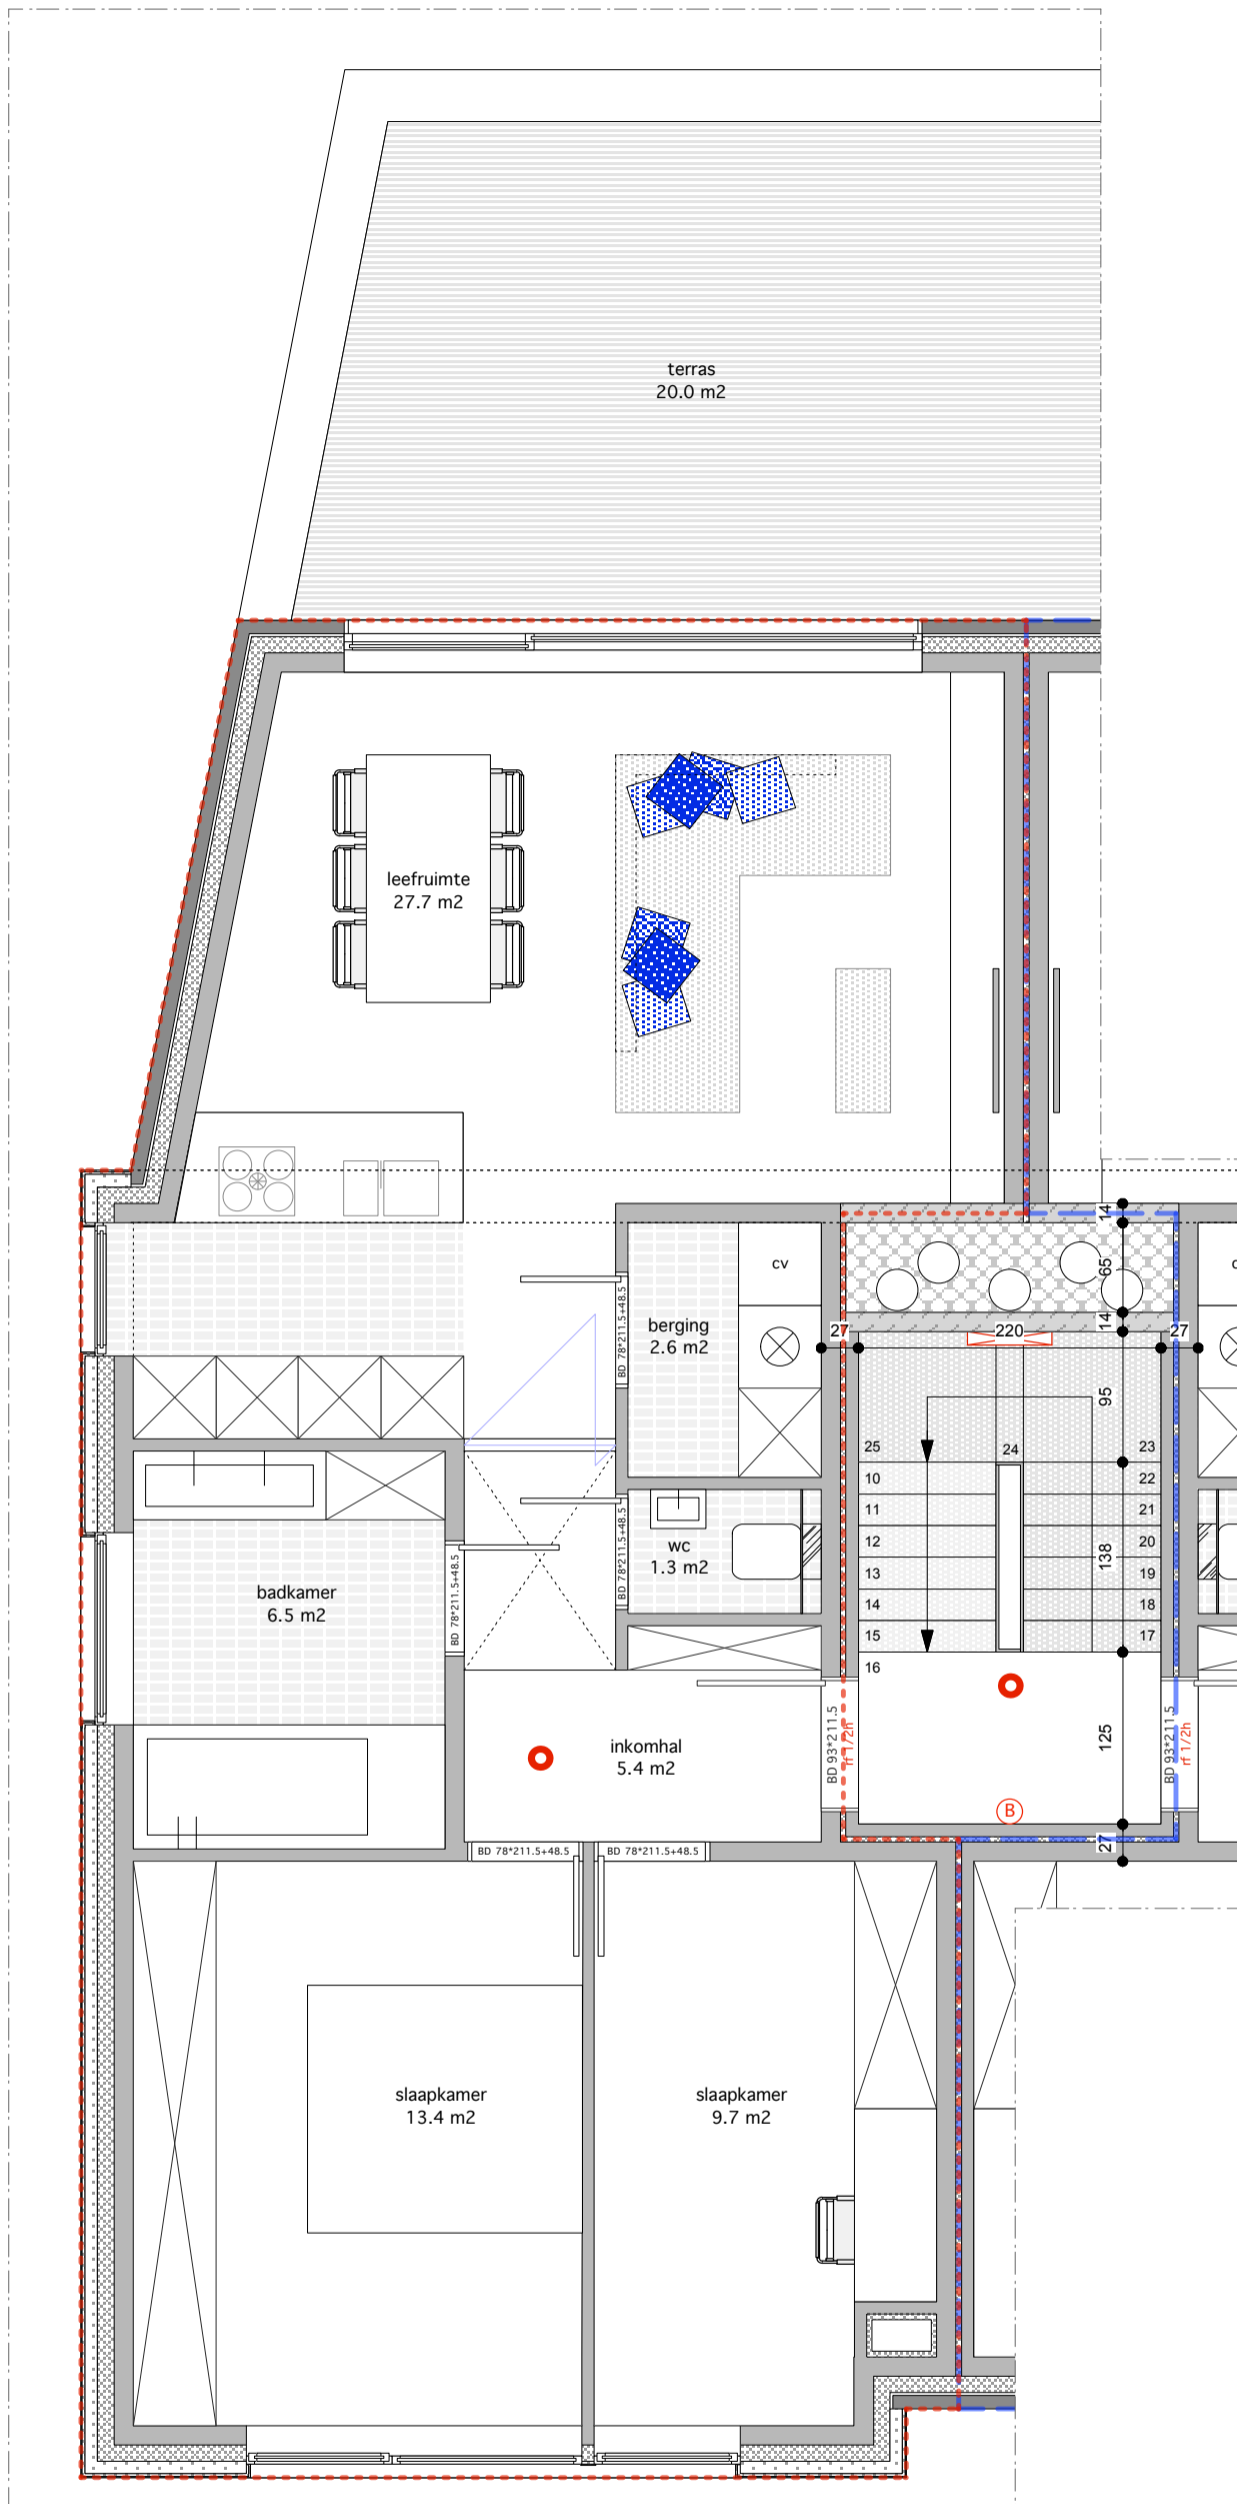 terras
20.0 m2
leefruimte
27.7 m2
14
65
14
cv
c
berging
2.6 m2
BD 78*211.5+48.5
27
220
27
95
25
24
23
10
22
11
21
12
20
13
19
14
18
15
17
16
138
wc
1.3 m2
BD 78*211.5+48.5
badkamer
6.5 m2
BD 78*211.5+48.5
inkomhal
5.4 m2
BD 93*211.5
rf 1/2h
125
BD 93*211.5
rf 1/2h
B
27
BD 78*211.5+48.5
BD 78*211.5+48.5
slaapkamer
13.4 m2
slaapkamer
9.7 m2